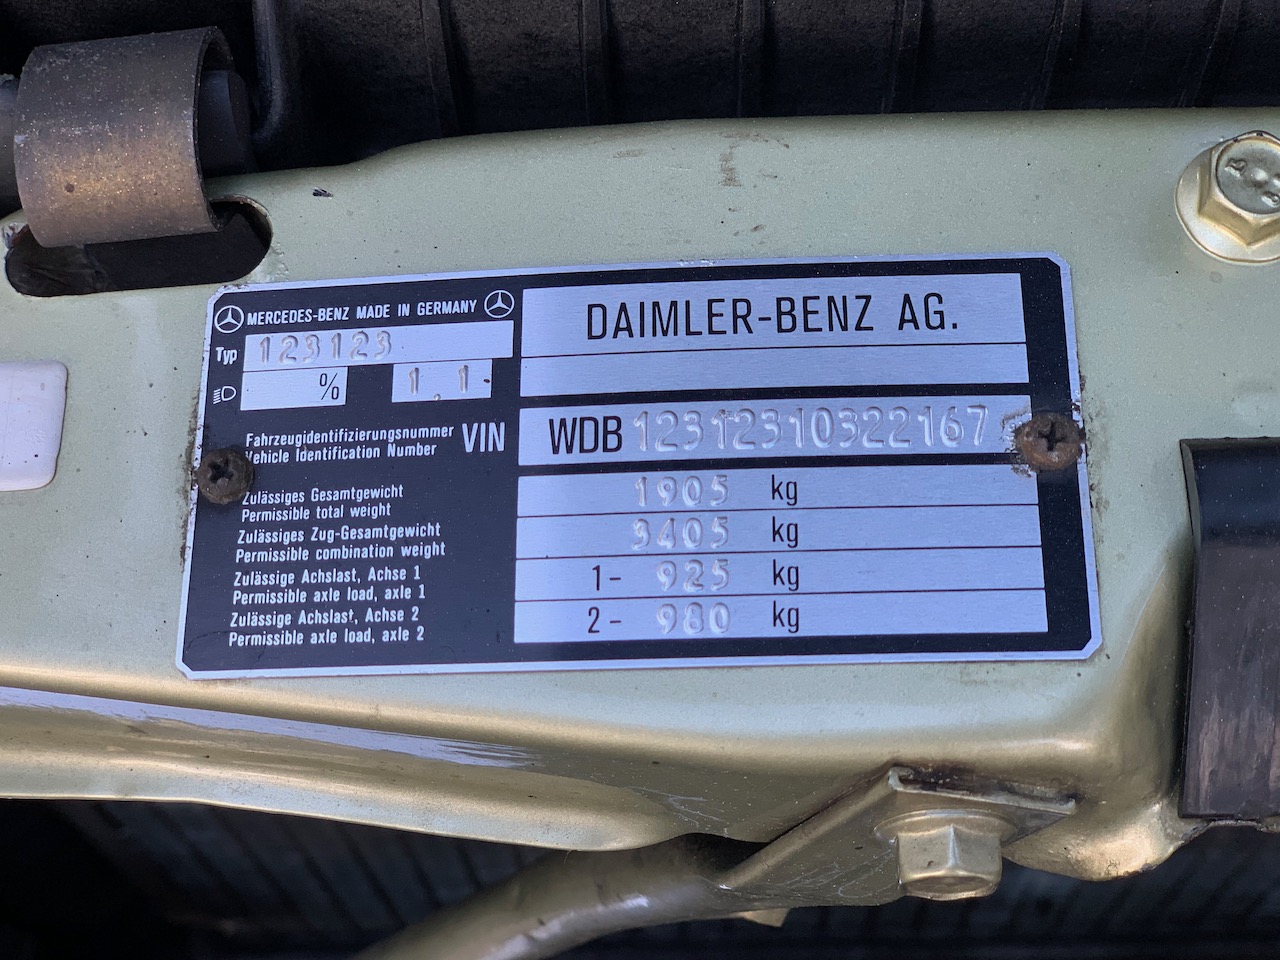 MERCEDES-BENZ MADE IN GERMANY
DAIMLER-BENZ AG.
Typ 123123
% 1.1
Fahrzeugidentifizierungsnummer
Vehicle Identification Number
VIN
WDB 12312310322167
Zulässiges Gesamtgewicht
Permissible total weight
1905 kg
Zulässiges Zug-Gesamtgewicht
Permissible combination weight
3405 kg
Zulässige Achslast, Achse 1
Permissible axle load, axle 1
1- 925 kg
Zulässige Achslast, Achse 2
Permissible axle load, axle 2
2- 980 kg